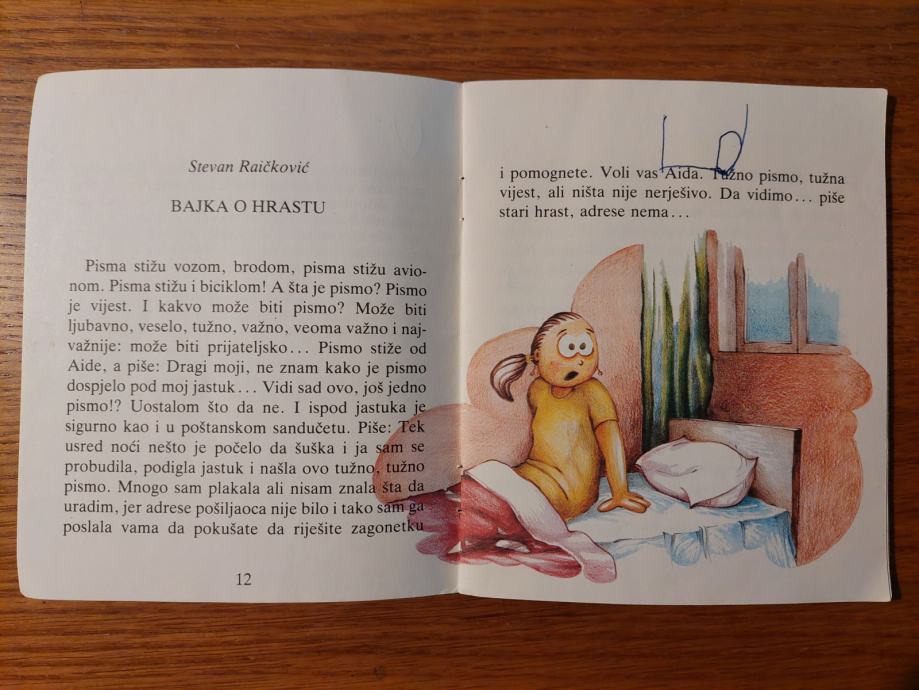 Stevan Raičković
BAJKA O HRASTU
Pisma stižu vozom, brodom, pisma stižu avio-
nom. Pisma stižu i biciklom! A šta je pismo? Pismo
je vijest. I kakvo može biti pismo? Može biti
ljubavno, veselo, tužno, važno, veoma važno i naj-
važnije: može biti prijateljsko... Pismo stiže od
Aide, a piše: Dragi moji, ne znam kako je pismo
dospjelo pod moj jastuk... Vidi sad ovo, još jedno
pismo!? Uostalom što da ne. I ispod jastuka je
sigurno kao i u poštanskom sandučetu. Piše: Tek
usred noći nešto je počelo da šuška i ja sam se
probudila, podigla jastuk i našla ovo tužno, tužno
pismo. Mnogo sam plakala ali nisam znala šta da
uradim, jer adrese pošiljaoca nije bilo i tako sam ga
poslala vama da pokušate da riješite zagonetku
12
i pomognete. Voli vas Aida. Tužno pismo, tužna
vijest, ali ništa nije nerješivo. Da vidimo... piše
stari hrast, adrese nema...